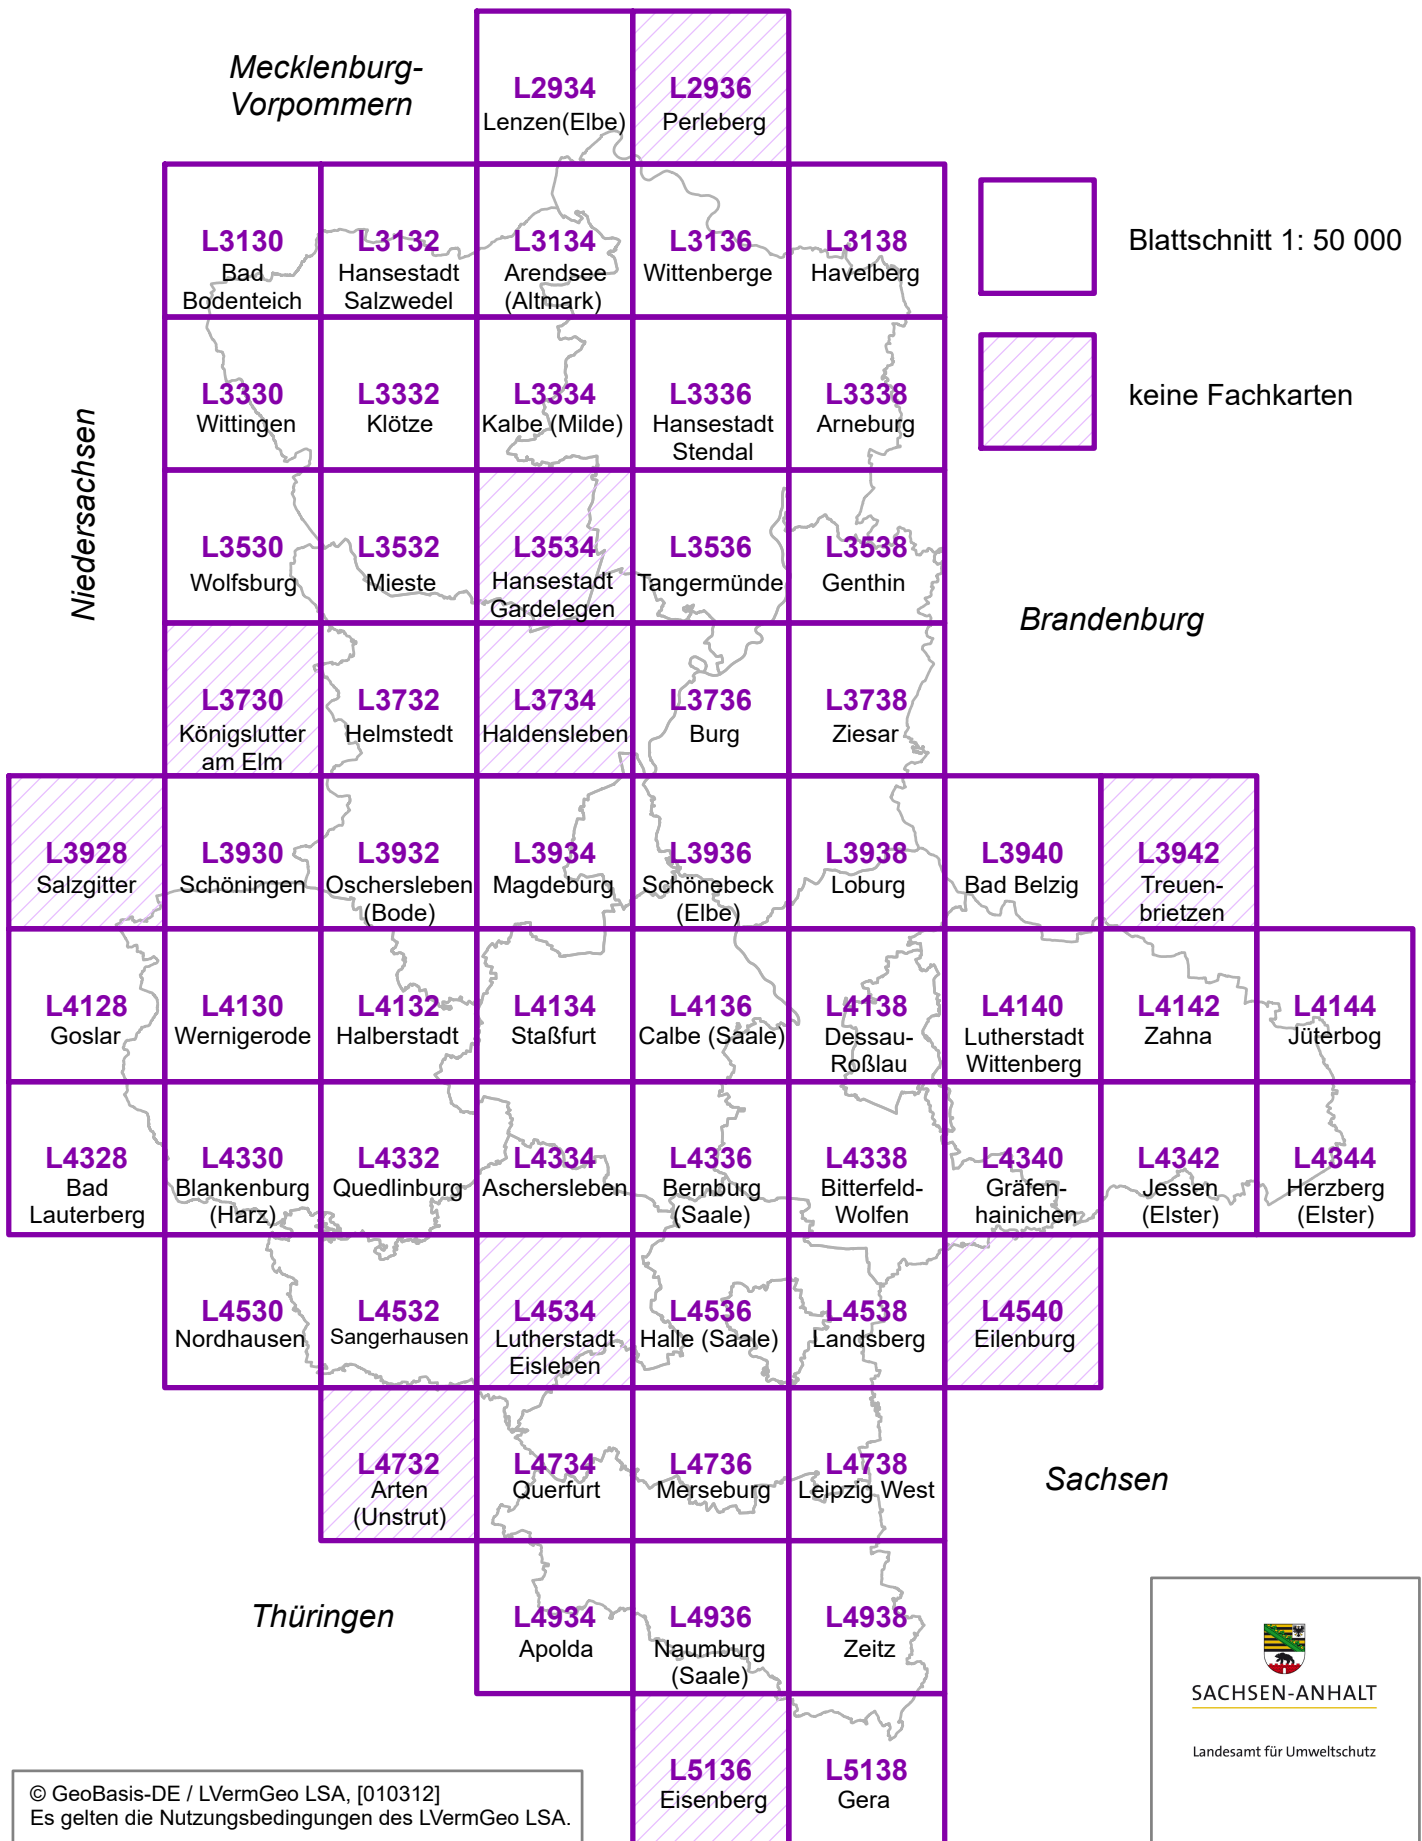 Mecklenburg-
Vorpommern
L2934
Lenzen(Elbe)
L2936
Perleberg
L3130
Bad
Bodenteich
L3132
Hansestadt
Salzwedel
L3134
Arendsee
(Altmark)
L3136
Wittenberge
L3138
Havelberg
Blattschnitt 1: 50 000
keine Fachkarten
Niedersachsen
L3330
Wittingen
L3332
Klötze
L3334
Kalbe (Milde)
L3336
Hansestadt
Stendal
L3338
Arneburg
L3530
Wolfsburg
L3532
Mieste
L3534
Hansestadt
Gardelegen
L3536
Tangermünde
L3538
Genthin
Brandenburg
L3730
Königslutter
am Elm
L3732
Helmstedt
L3734
Haldensleben
L3736
Burg
L3738
Ziesar
L3928
Salzgitter
L3930
Schöningen
L3932
Oschersleben
(Bode)
L3934
Magdeburg
L3936
Schönebeck
(Elbe)
L3938
Loburg
L3940
Bad Belzig
L3942
Treuen-
brietzen
L4128
Goslar
L4130
Wernigerode
L4132
Halberstadt
L4134
Staßfurt
L4136
Calbe (Saale)
L4138
Dessau-
Roßlau
L4140
Lutherstadt
Wittenberg
L4142
Zahna
L4144
Jüterbog
L4328
Bad
Lauterberg
L4330
Blankenburg
(Harz)
L4332
Quedlinburg
L4334
Aschersleben
L4336
Bernburg
(Saale)
L4338
Bitterfeld-
Wolfen
L4340
Gräfen-
hainichen
L4342
Jessen
(Elster)
L4344
Herzberg
(Elster)
L4530
Nordhausen
L4532
Sangerhausen
L4534
Lutherstadt
Eisleben
L4536
Halle (Saale)
L4538
Landsberg
L4540
Eilenburg
L4732
Arten
(Unstrut)
L4734
Querfurt
L4736
Merseburg
L4738
Leipzig West
Sachsen
Thüringen
L4934
Apolda
L4936
Naumburg
(Saale)
L4938
Zeitz
L5136
Eisenberg
L5138
Gera
SACHSEN-ANHALT
Landesamt für Umweltschutz
© GeoBasis-DE / LVermGeo LSA, [010312]
Es gelten die Nutzungsbedingungen des LVermGeo LSA.